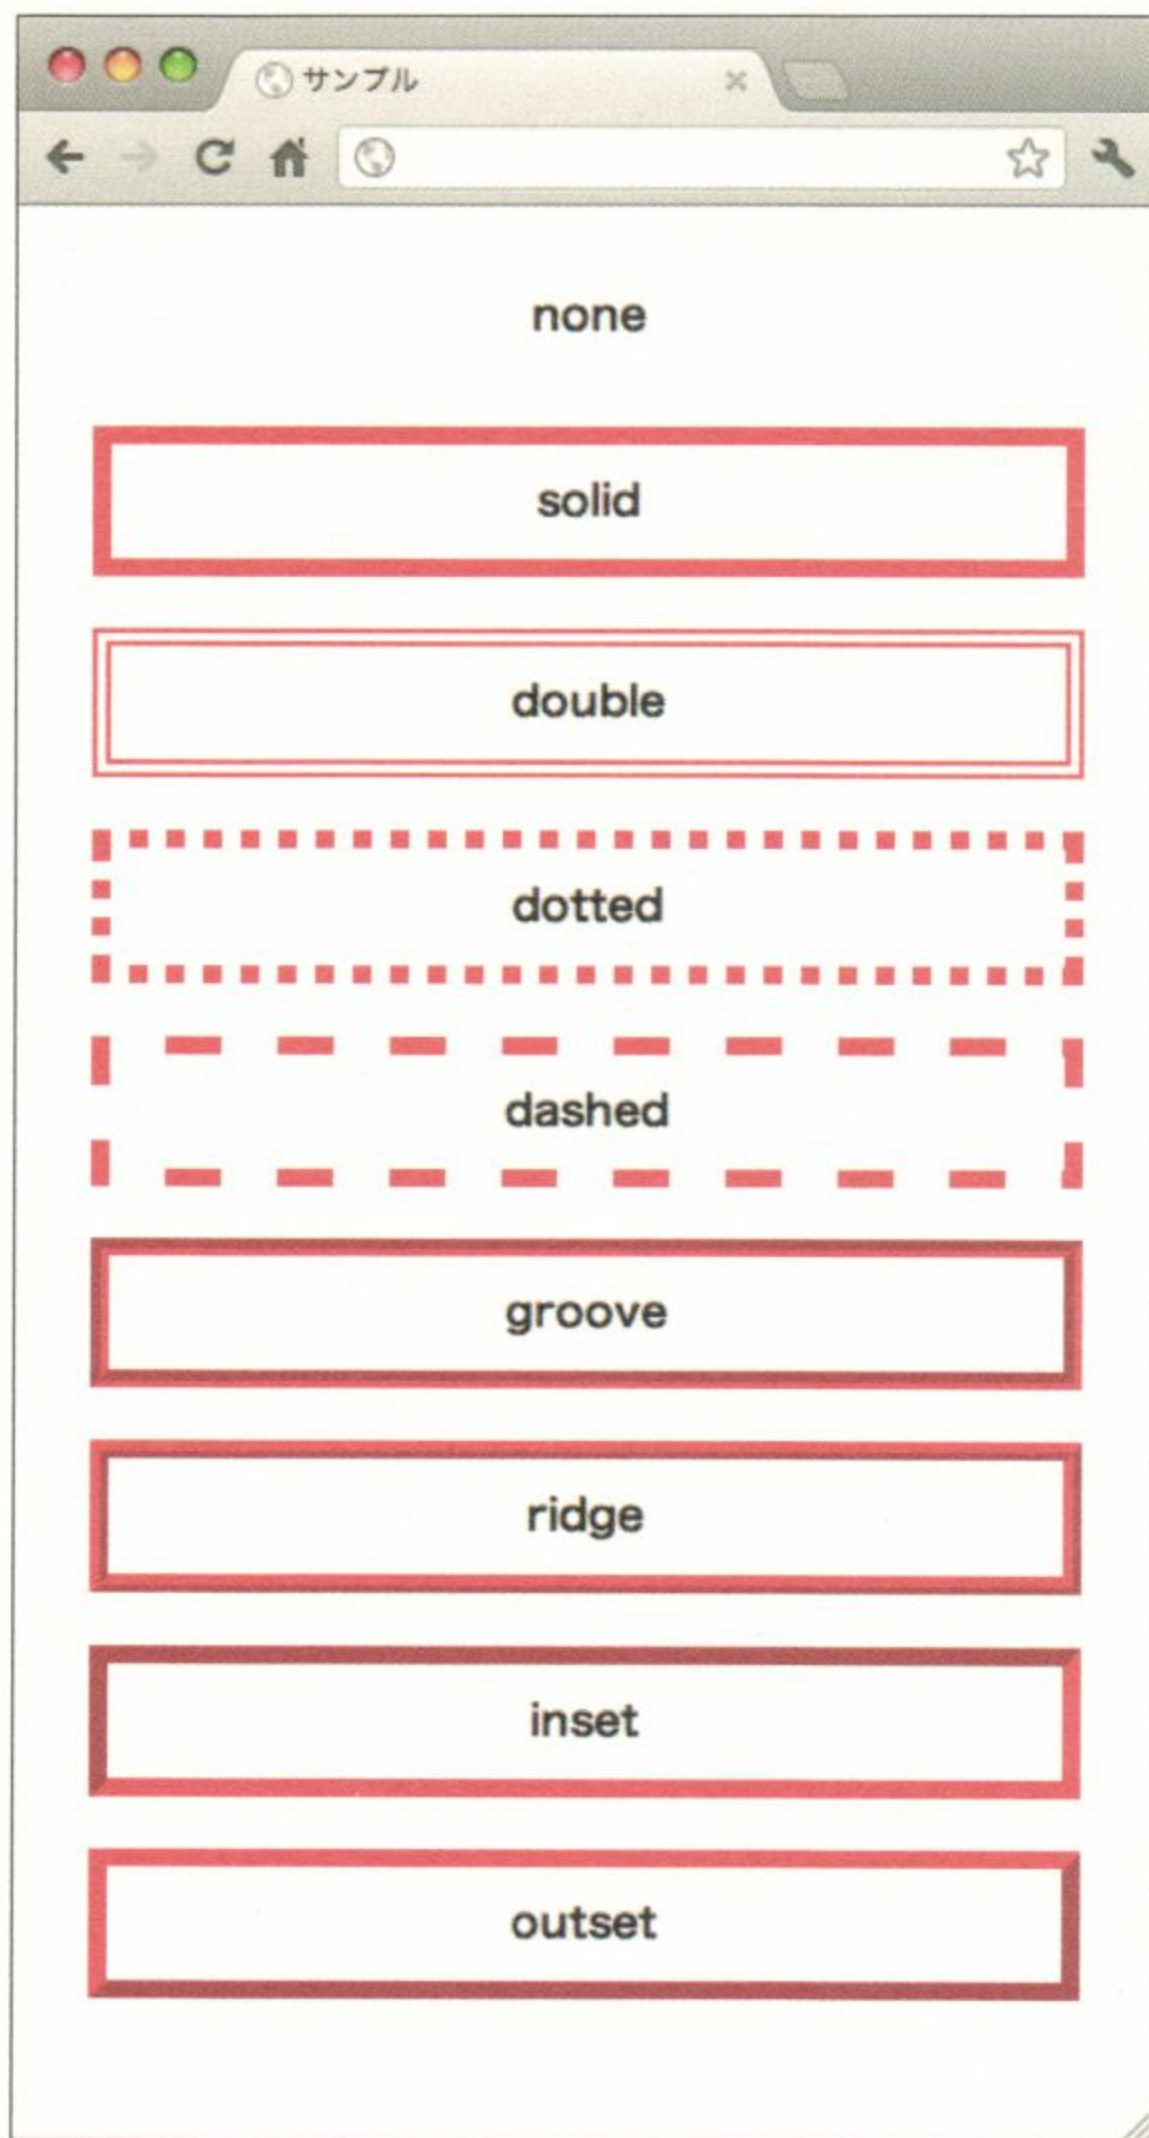 サンプル
none
solid
double
dotted
dashed
groove
ridge
inset
outset